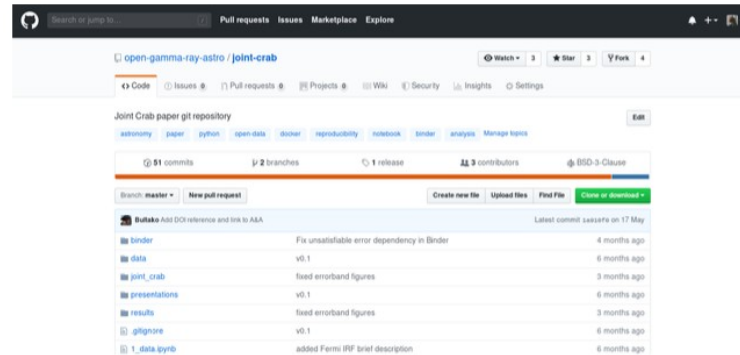 Search or jump to... / Pull requests Issues Marketplace Explore
open-gamma-ray-astro / joint-crab Watch 3 Star 3 Fork 4
Code Issues 0 Pull requests 0 Projects 0 Wiki Security Insights Settings
Joint Crab paper git repository Edit
astronomy paper python open-data docker reproducibility notebook binder analysis Manage topics
51 commits 2 branches 1 release 3 contributors BSD-3-Clause
Branch: master New pull request Create new file Upload files Find File Clone or download
Bultako Add DOI reference and link to A&A Latest commit on 17 May
binder Fix unsatisfiable error dependency in Binder 4 months ago
data v0.1 6 months ago
joint_crab fixed errorband figures 3 months ago
presentations v0.1 6 months ago
results fixed errorband figures 3 months ago
.gitignore v0.1 6 months ago
1_data.ipynb added Fermi IRF brief description 6 months ago